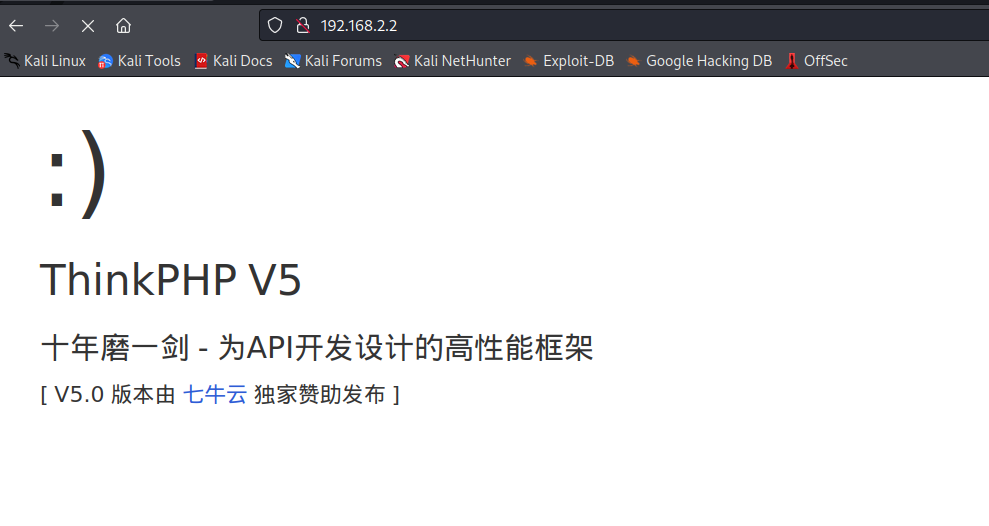 192.168.2.2
Kali Linux Kali Tools Kali Docs Kali Forums Kali NetHunter Exploit-DB Google Hacking DB OffSec
:)
ThinkPHP V5
十年磨一剑 - 为API开发设计的高性能框架
[ V5.0 版本由 七牛云 独家赞助发布 ]